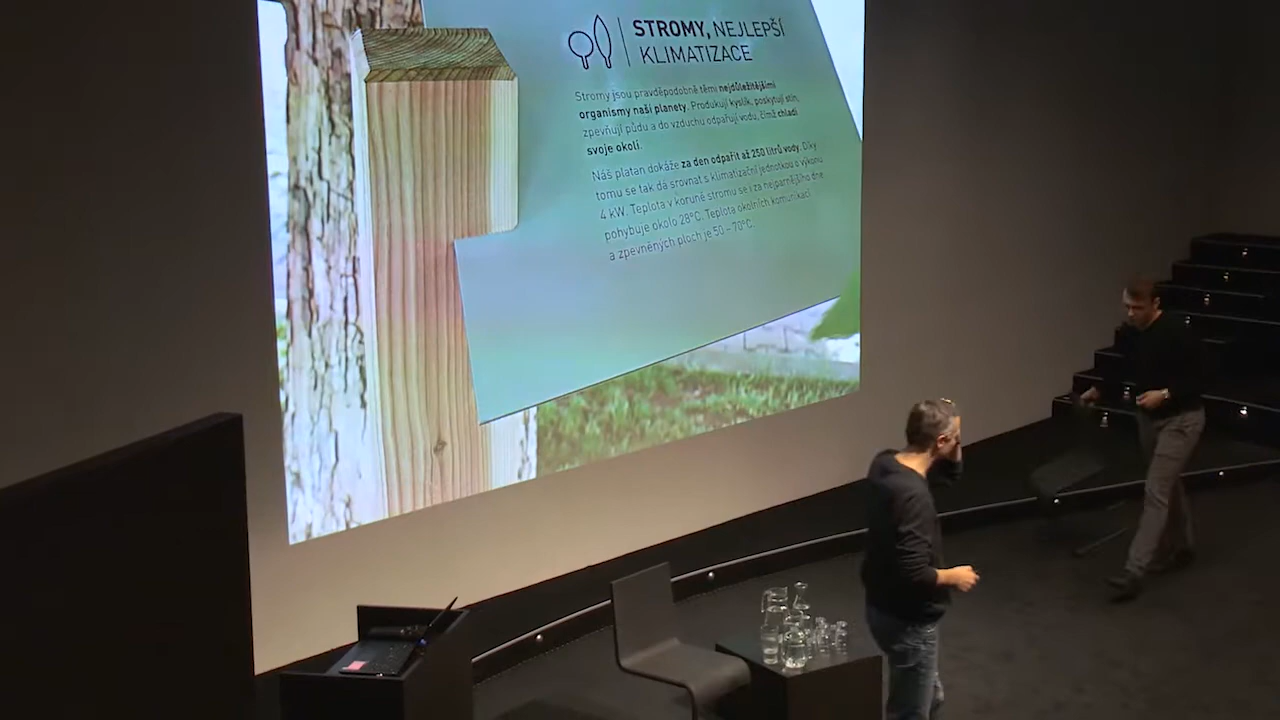 STROMY, NEJLEPŠÍ
KLIMATIZACE
Stromy jsou pravděpodobně těmi nejdůležitějšími
organismy naší planety. Produkují kyslík, poskytují stín,
zpevňují půdu a do vzduchu odpařují vodu, čímž chladí
svoje okolí.
Náš platan dokáže za den odpařit až 250 litrů vody. Díky
tomu se tak dá srovnat s klimatizační jednotkou o výkonu
4 kW. Teplota v koruně stromu se i za nejparnějšího dne
pohybuje okolo 28°C. Teplota okolních komunikací
a zpevněných ploch je 50 – 70°C.